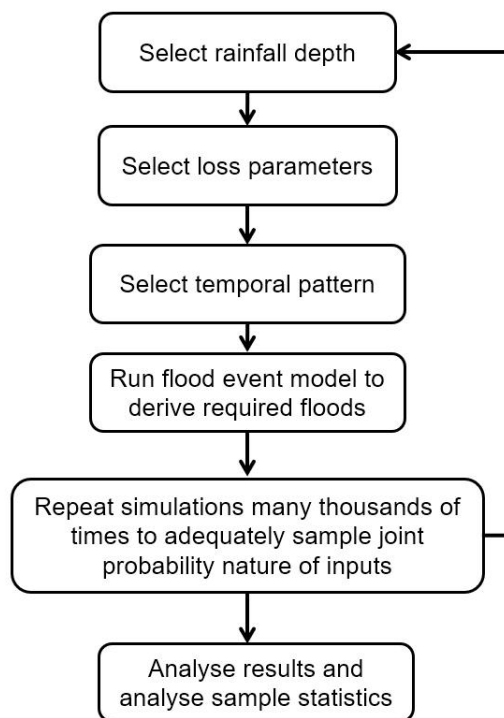 Select rainfall depth
Select loss parameters
Select temporal pattern
Run flood event model to
derive required floods
Repeat simulations many thousands of
times to adequately sample joint
probability nature of inputs
Analyse results and
analyse sample statistics